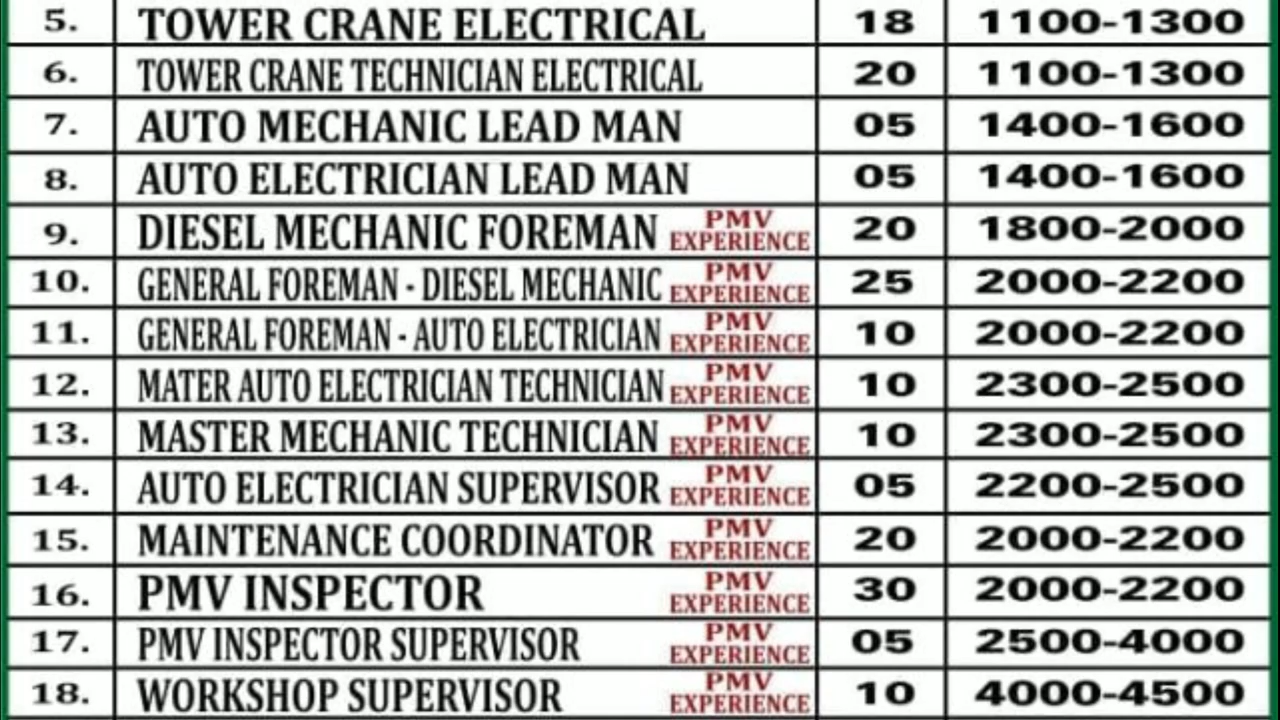 5. TOWER CRANE ELECTRICAL 18 1100-1300
6. TOWER CRANE TECHNICIAN ELECTRICAL 20 1100-1300
7. AUTO MECHANIC LEAD MAN 05 1400-1600
8. AUTO ELECTRICIAN LEAD MAN 05 1400-1600
9. DIESEL MECHANIC FOREMAN PMV EXPERIENCE 20 1800-2000
10. GENERAL FOREMAN - DIESEL MECHANIC PMV EXPERIENCE 25 2000-2200
11. GENERAL FOREMAN - AUTO ELECTRICIAN PMV EXPERIENCE 10 2000-2200
12. MATER AUTO ELECTRICIAN TECHNICIAN PMV EXPERIENCE 10 2300-2500
13. MASTER MECHANIC TECHNICIAN PMV EXPERIENCE 10 2300-2500
14. AUTO ELECTRICIAN SUPERVISOR PMV EXPERIENCE 05 2200-2500
15. MAINTENANCE COORDINATOR PMV EXPERIENCE 20 2000-2200
16. PMV INSPECTOR PMV EXPERIENCE 30 2000-2200
17. PMV INSPECTOR SUPERVISOR PMV EXPERIENCE 05 2500-4000
18. WORKSHOP SUPERVISOR PMV EXPERIENCE 10 4000-4500